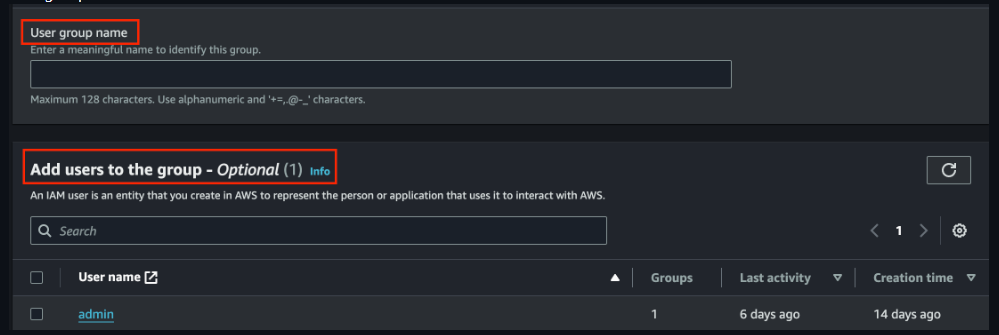 User group name
Enter a meaningful name to identify this group.
Maximum 128 characters. Use alphanumeric and '+=,.@-_' characters.
Add users to the group - Optional (1) Info
An IAM user is an entity that you create in AWS to represent the person or application that uses it to interact with AWS.
Search
1
User name Groups Last activity Creation time
admin 1 6 days ago 14 days ago